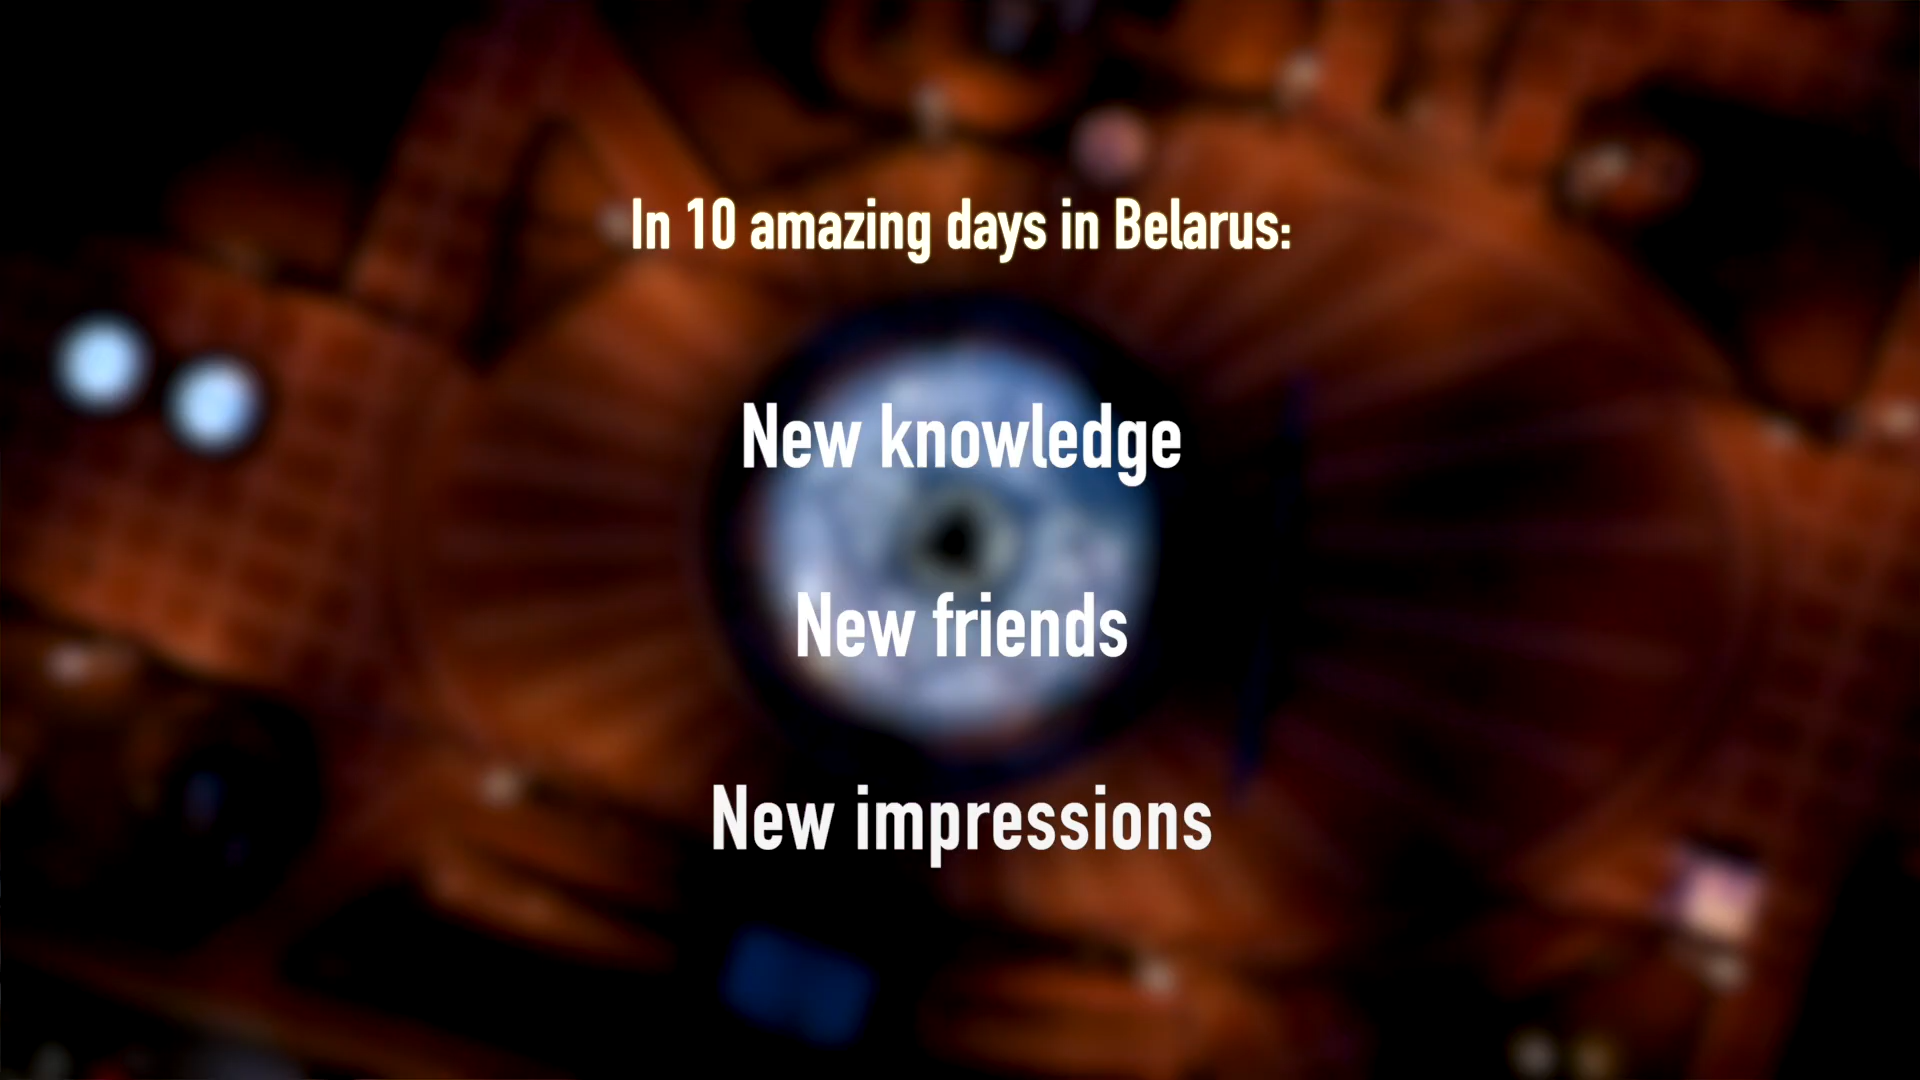 In 10 amazing days in Belarus:
New knowledge
New friends
New impressions